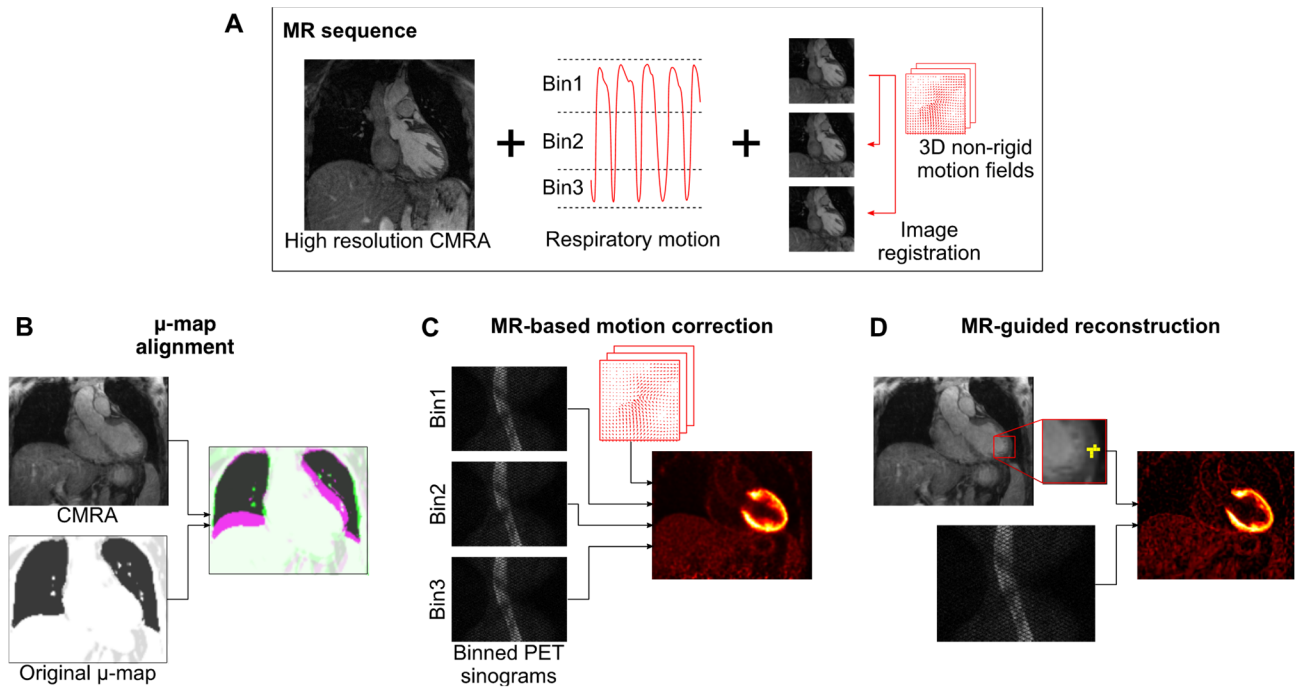 A
MR sequence
Bin1
Bin2
Bin3
High resolution CMRA
Respiratory motion
3D non-rigid
motion fields
Image
registration
B
µ-map
alignment
CMRA
Original µ-map
C
MR-based motion correction
Bin1
Bin2
Bin3
Binned PET
sinograms
D
MR-guided reconstruction